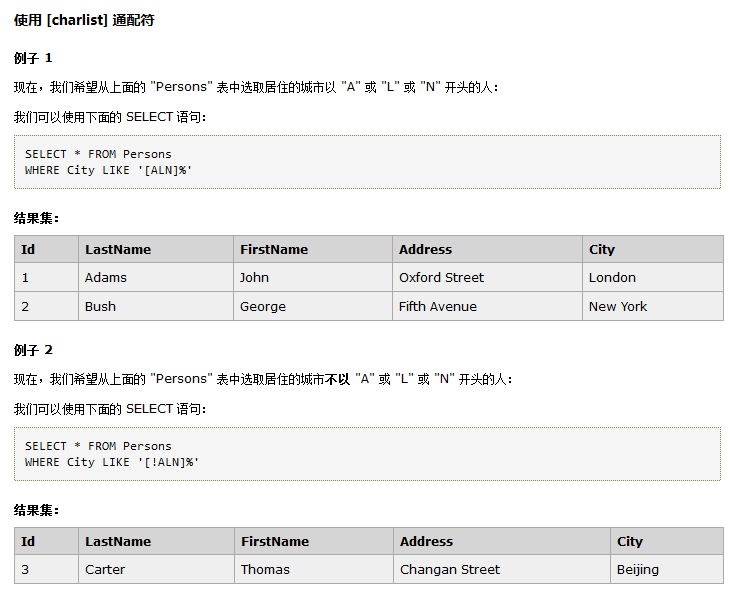 使用 [charlist] 通配符
例子 1
现在，我们希望从上面的 "Persons" 表中选取居住的城市以 "A" 或 "L" 或 "N" 开头的人：
我们可以使用下面的 SELECT 语句：
SELECT * FROM Persons
WHERE City LIKE '[ALN]%'
结果集：
Id LastName FirstName Address City
1 Adams John Oxford Street London
2 Bush George Fifth Avenue New York
例子 2
现在，我们希望从上面的 "Persons" 表中选取居住的城市不以 "A" 或 "L" 或 "N" 开头的人：
我们可以使用下面的 SELECT 语句：
SELECT * FROM Persons
WHERE City LIKE '[!ALN]%'
结果集：
Id LastName FirstName Address City
3 Carter Thomas Changan Street Beijing